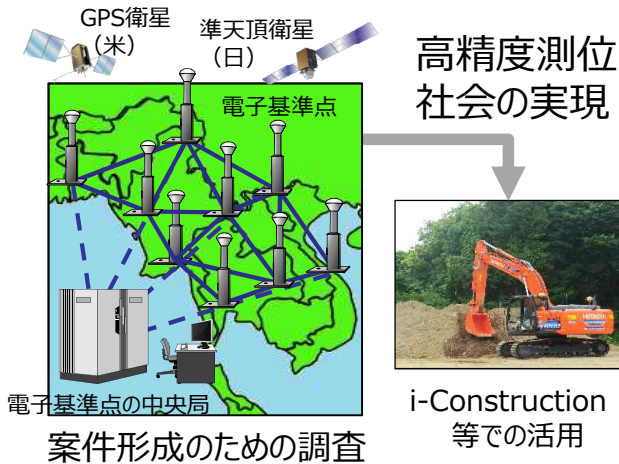 GPS衛星
（米）
準天頂衛星
（日）
高精度測位
社会の実現
電子基準点
電子基準点の中央局
案件形成のための調査
HITACHI
i-Construction
等での活用